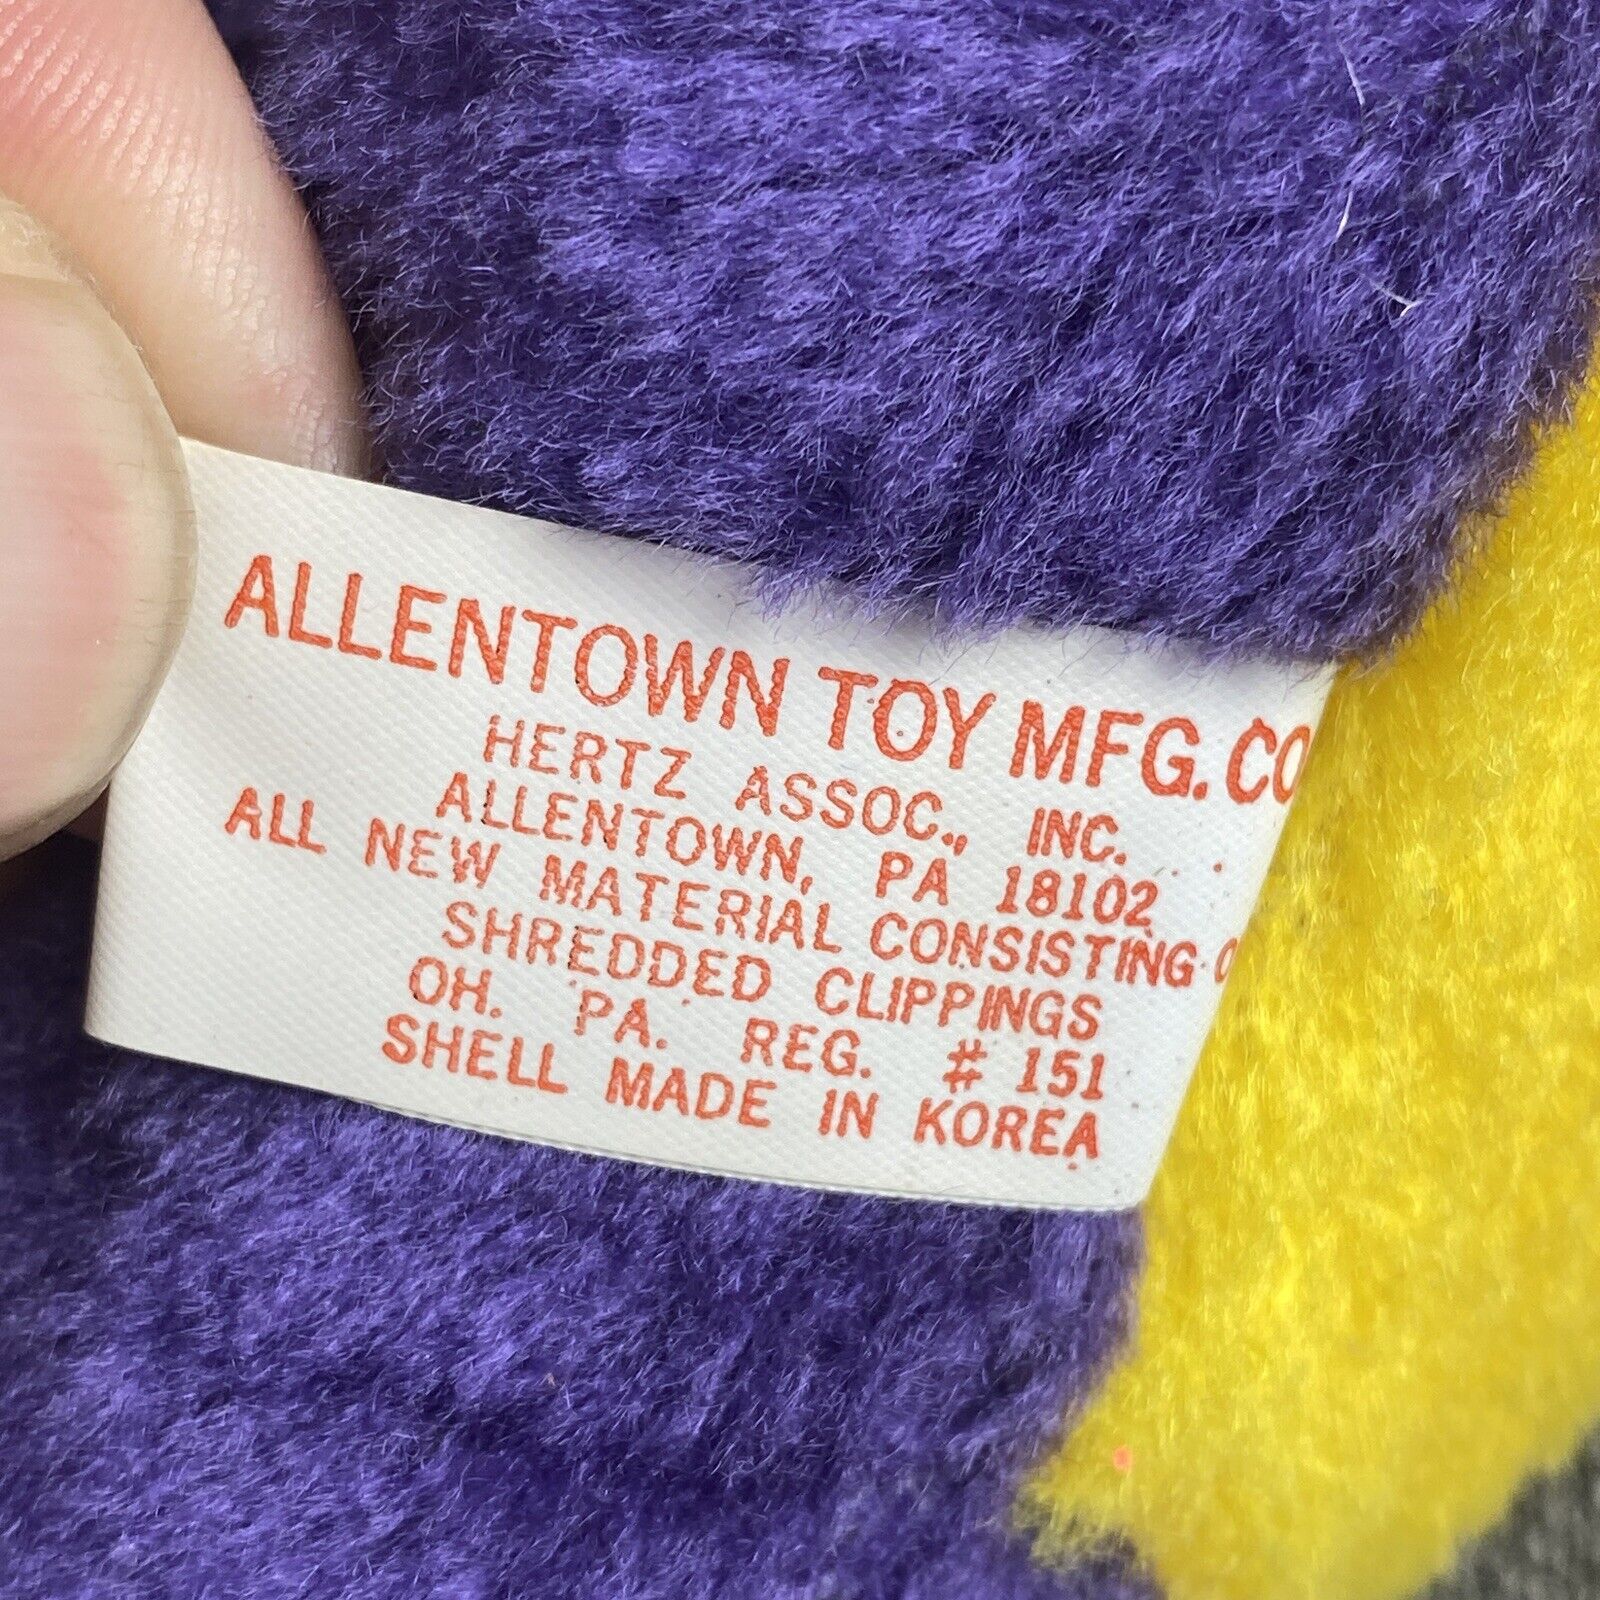 ALLENTOWN TOY MFG. CO
HERTZ ASSOC., INC.
ALLENTOWN, PA 18102
ALL NEW MATERIAL CONSISTING O
SHREDDED CLIPPINGS
OH. PA. REG. # 151
SHELL MADE IN KOREA